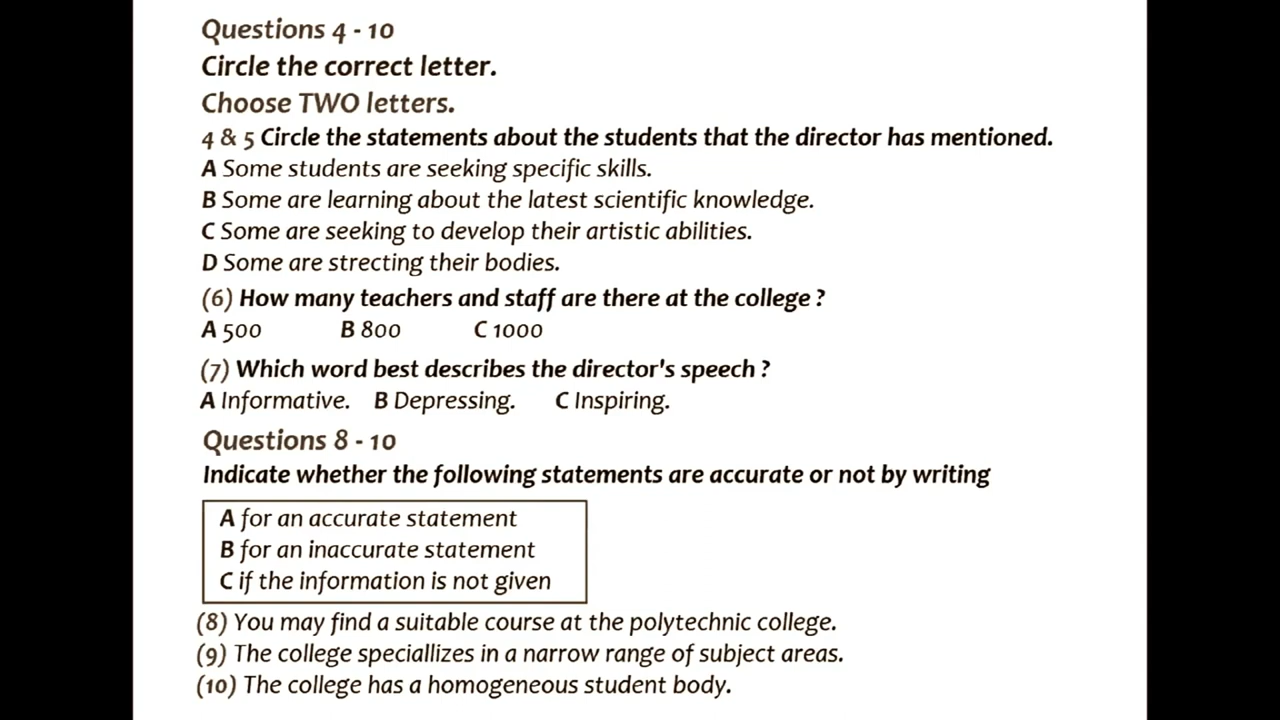 Questions 4 - 10
Circle the correct letter.
Choose TWO letters.
4 & 5 Circle the statements about the students that the director has mentioned.
A Some students are seeking specific skills.
B Some are learning about the latest scientific knowledge.
C Some are seeking to develop their artistic abilities.
D Some are strecting their bodies.
(6) How many teachers and staff are there at the college ?
A 500 B 800 C 1000
(7) Which word best describes the director's speech ?
A Informative. B Depressing. C Inspiring.
Questions 8 - 10
Indicate whether the following statements are accurate or not by writing
A for an accurate statement
B for an inaccurate statement
C if the information is not given
(8) You may find a suitable course at the polytechnic college.
(9) The college speciallizes in a narrow range of subject areas.
(10) The college has a homogeneous student body.